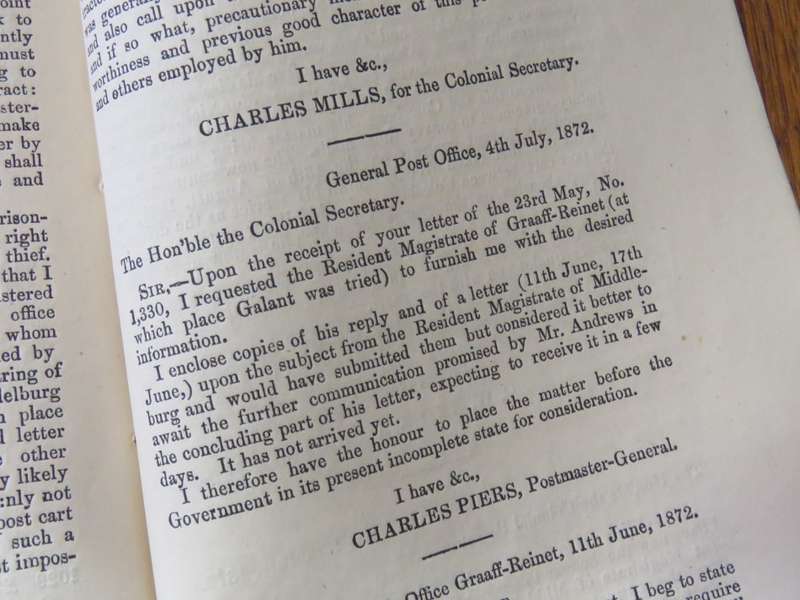 oint
k to
ently
must
g to
ract:
ster-
make
er by
shall
s and
rison-
right
thief.
that I
istered
office
whom
ed by
ring of
delburg
n place
d letter
e other
y likely
:nly not
post cart
such a
t impos-
was generally
and also call upon
and if so what, precautionary
worthiness and previous good character of this
and others employed by him.
I have &c.,
CHARLES MILLS, for the Colonial Secretary.
General Post Office, 4th July, 1872.
The Hon'ble the Colonial Secretary.
SIR,—Upon the receipt of your letter of the 23rd May, No.
1,330, I requested the Resident Magistrate of Graaff-Reinet (at
which place Galant was tried) to furnish me with the desired
information.
I enclose copies of his reply and of a letter (11th June, 17th
June,) upon the subject from the Resident Magistrate of Middle-
burg and would have submitted them but considered it better to
await the further communication promised by Mr. Andrews in
the concluding part of his letter, expecting to receive it in a few
days. It has not arrived yet.
I therefore have the honour to place the matter before the
Government in its present incomplete state for consideration.
I have &c.,
CHARLES PIERS, Postmaster-General.
Office Graaff-Reinet, 11th June, 1872.
I beg to state
require